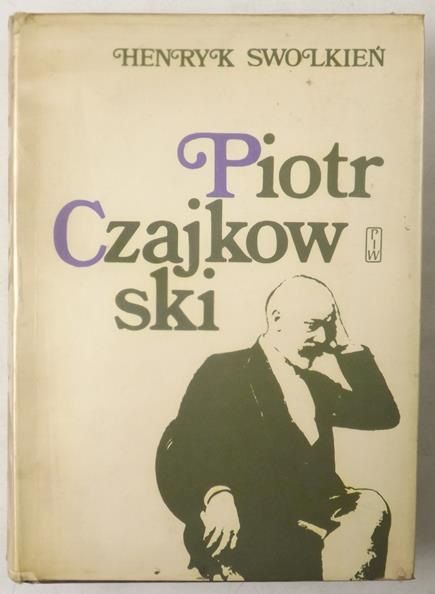 HENRYK SWOLKIEŃ
Piotr
Czajkow
ski
PIW